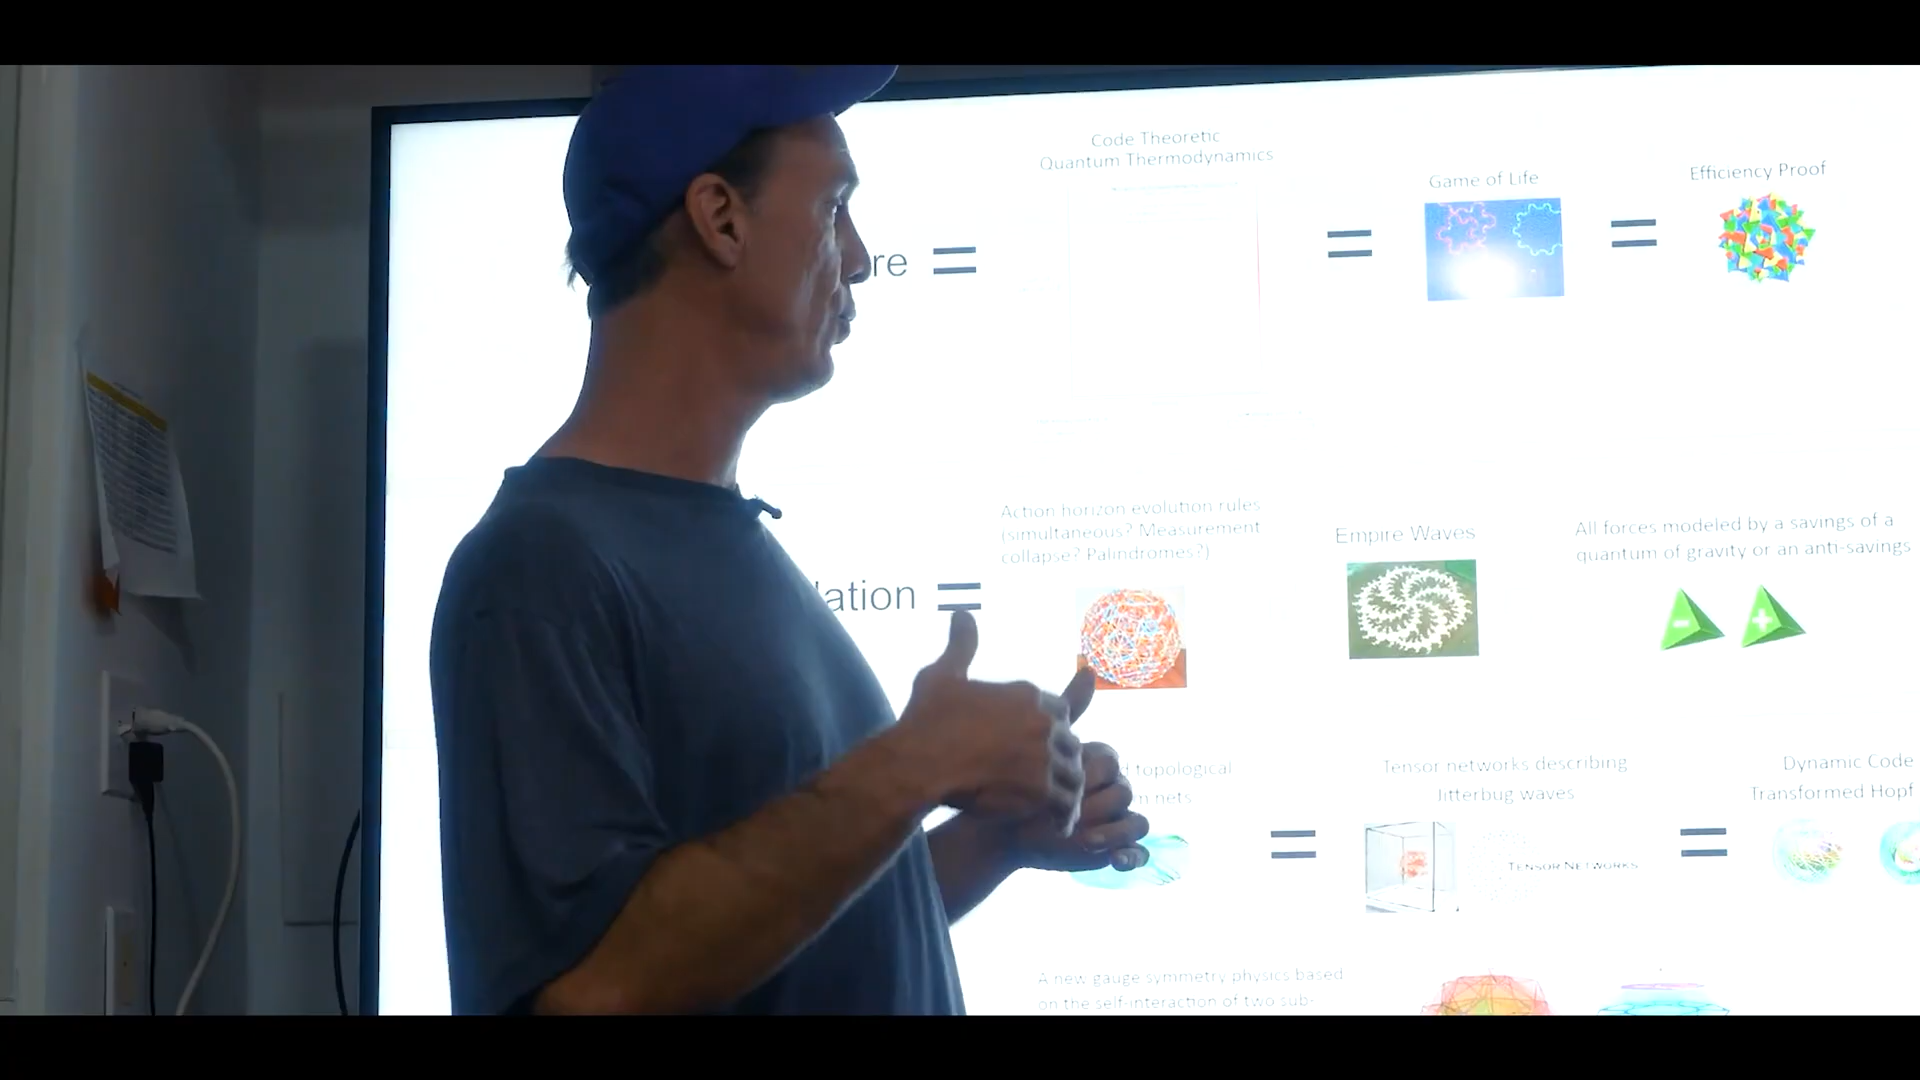 Code Theoretic
Quantum Thermodynamics
Game of Life
Efficiency Proof
re =
=
=
Action horizon evolution rules
(simultaneous? Measurement
collapse? Palindromes?)
Empire Waves
All forces modeled by a savings of a
quantum of gravity or an anti-savings
lation =
-
+
d topological
n nets
Tensor networks describing
Jitterbug waves
Dynamic Code
Transformed Hopf
=
TENSOR NETWORKS
=
A new gauge symmetry physics based
on the self-interaction of two sub-